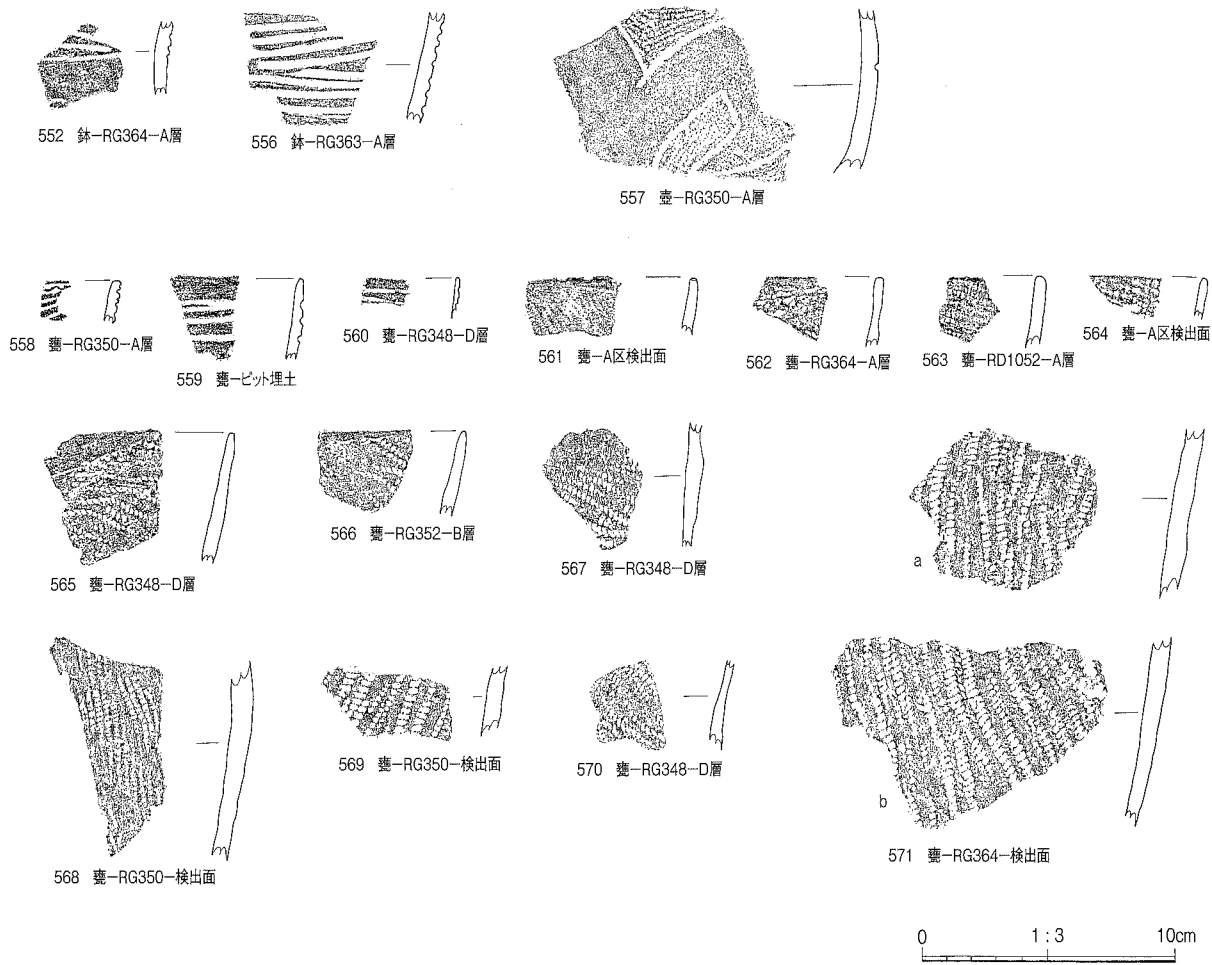 552 鉢−RG364−A層
556 鉢−RG363−A層
557 壺−RG350−A層
558 甕−RG350−A層
559 甕−ピット埋土
560 甕−RG348−D層
561 甕−A区検出面
562 甕−RG364−A層
563 甕−RD1052−A層
564 甕−A区検出面
565 甕−RG348−D層
566 甕−RG352−B層
567 甕−RG348−D層
a
568 甕−RG350−検出面
569 甕−RG350−検出面
570 甕−RG348−D層
b
571 甕−RG364−検出面
0 1:3 10cm